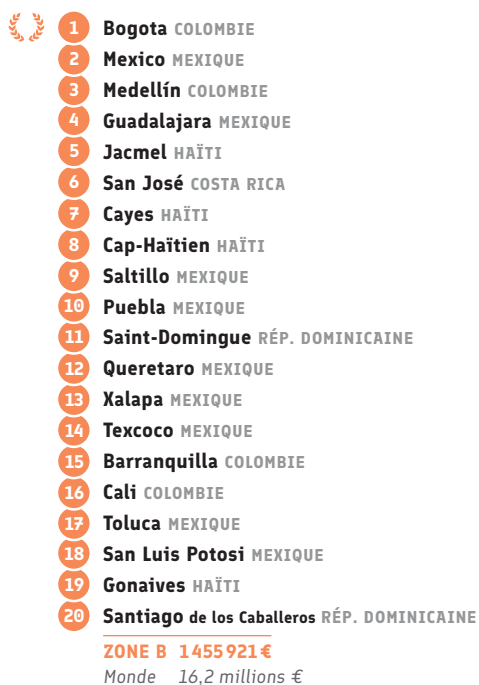 1 Bogota COLOMBIE
2 Mexico MEXIQUE
3 Medellín COLOMBIE
4 Guadalajara MEXIQUE
5 Jacmel HAÏTI
6 San José COSTA RICA
7 Cayes HAÏTI
8 Cap-Haïtien HAÏTI
9 Saltillo MEXIQUE
10 Puebla MEXIQUE
11 Saint-Domingue RÉP. DOMINICAINE
12 Queretaro MEXIQUE
13 Xalapa MEXIQUE
14 Texcoco MEXIQUE
15 Barranquilla COLOMBIE
16 Cali COLOMBIE
17 Toluca MEXIQUE
18 San Luis Potosi MEXIQUE
19 Gonaives HAÏTI
20 Santiago de los Caballeros RÉP. DOMINICAINE
ZONE B 1 455 921 €
Monde 16,2 millions €